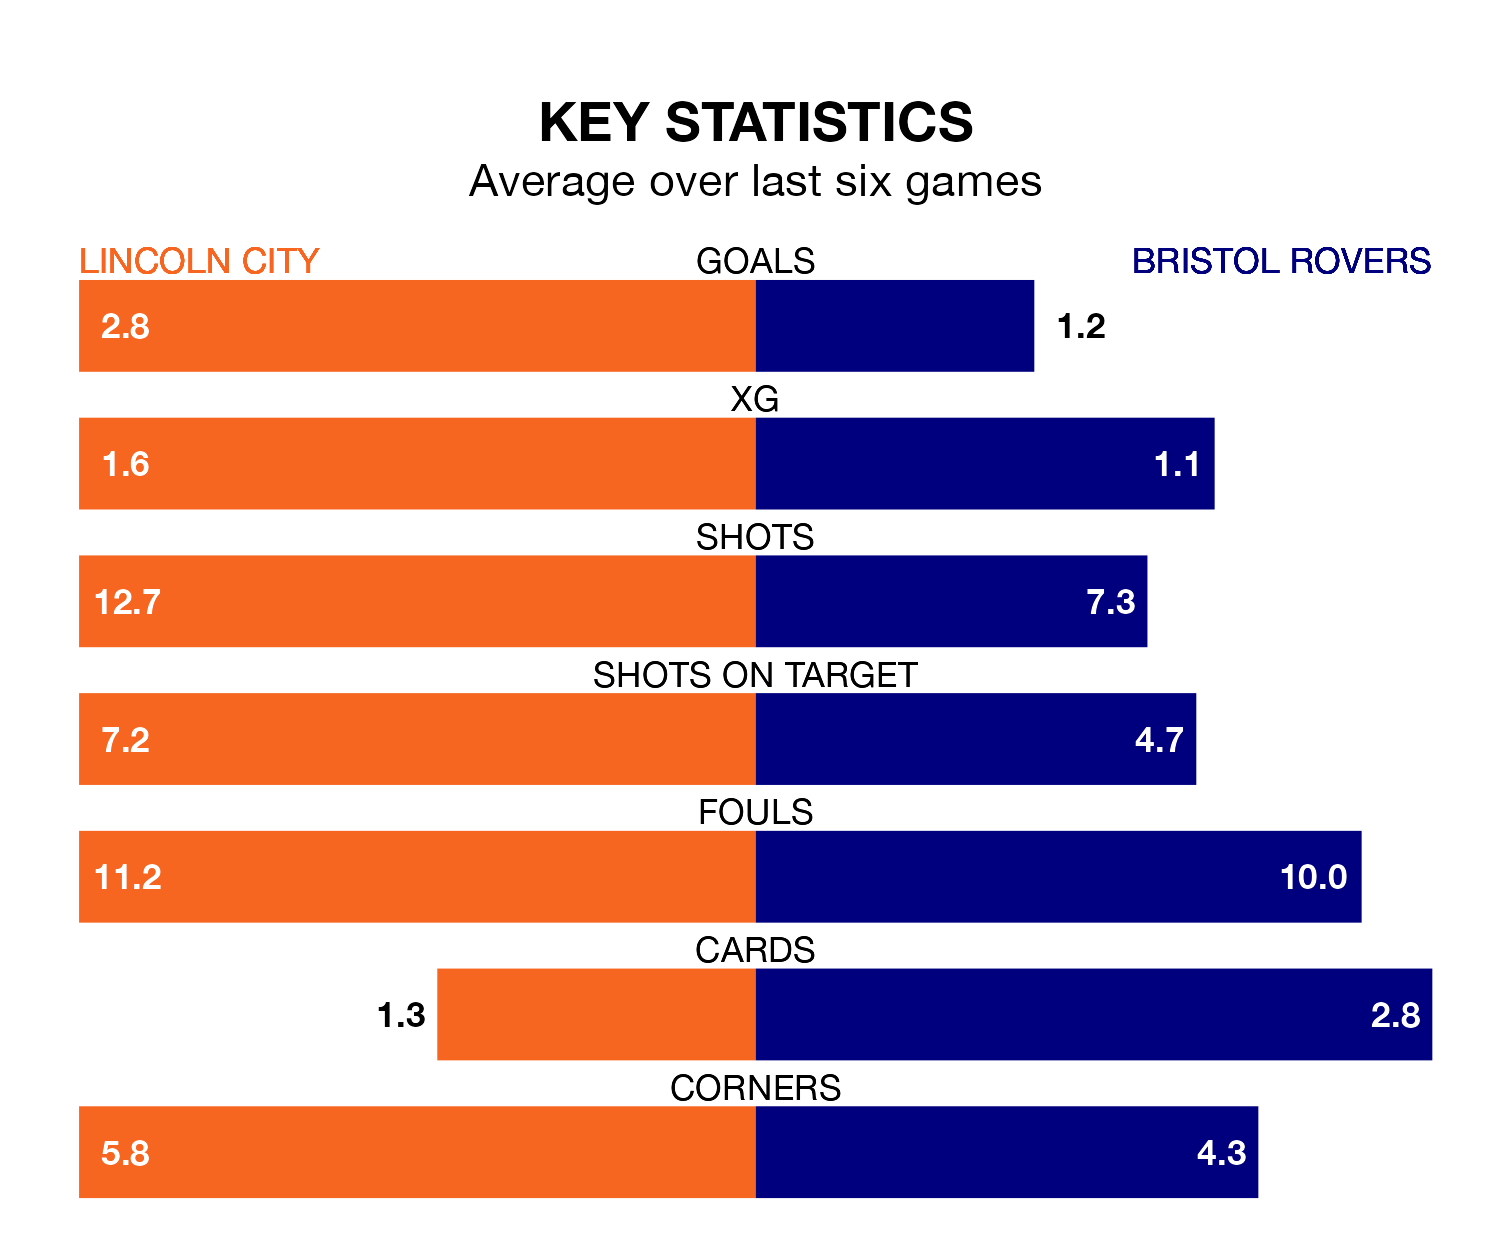 KEY STATISTICS
Average over last six games
LINCOLN CITY GOALS BRISTOL ROVERS
2.8 1.2
XG
1.6 1.1
SHOTS
12.7 7.3
SHOTS ON TARGET
7.2 4.7
FOULS
11.2 10.0
CARDS
1.3 2.8
CORNERS
5.8 4.3